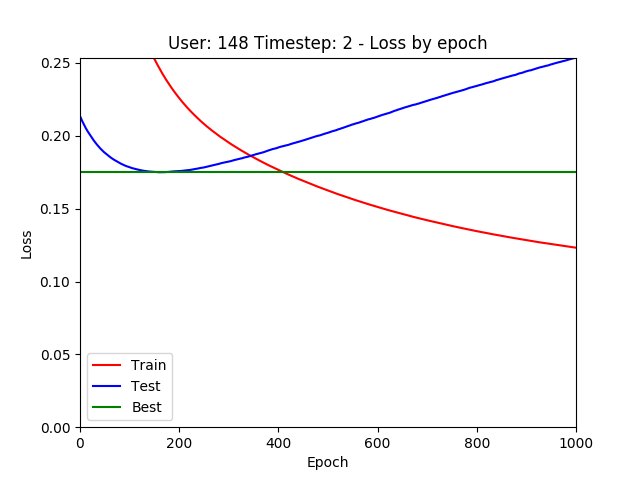 User: 148 Timestep: 2 - Loss by epoch
0.25
0.20
0.15
0.10
0.05
0.00
Loss
Train
Test
Best
0 200 400 600 800 1000
Epoch